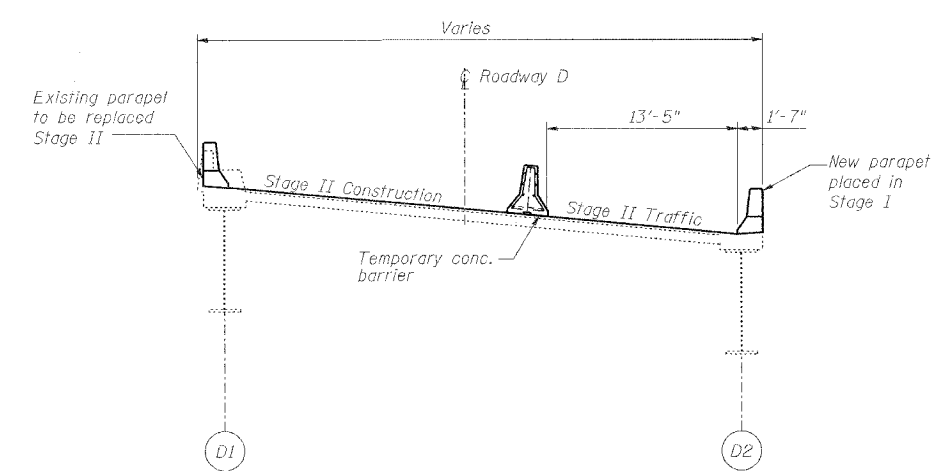 Varies
℄ Roadway D
Existing parapet
to be replaced
Stage II
13'-5"
1'-7"
New parapet
placed in
Stage I
Stage II Construction
Stage II Traffic
Temporary conc.
barrier
D1
D2